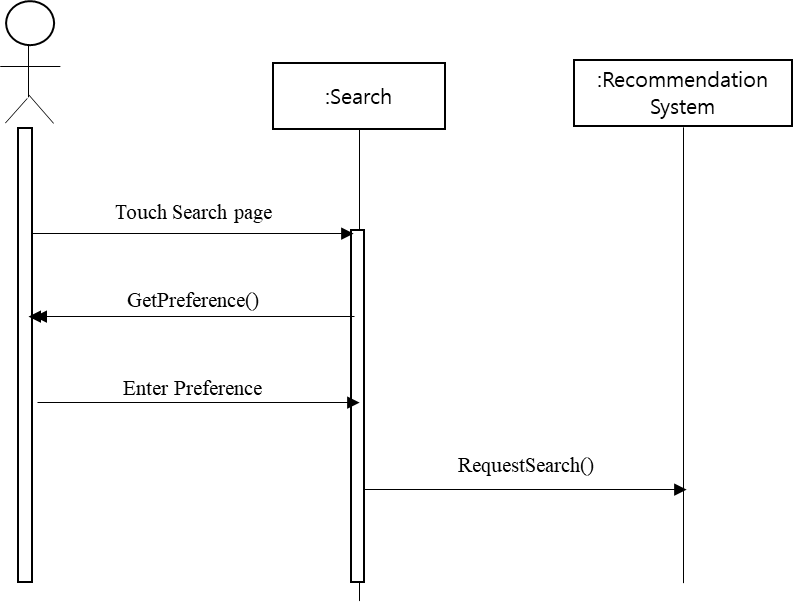 :Search
:Recommendation
System
Touch Search page
GetPreference()
Enter Preference
RequestSearch()